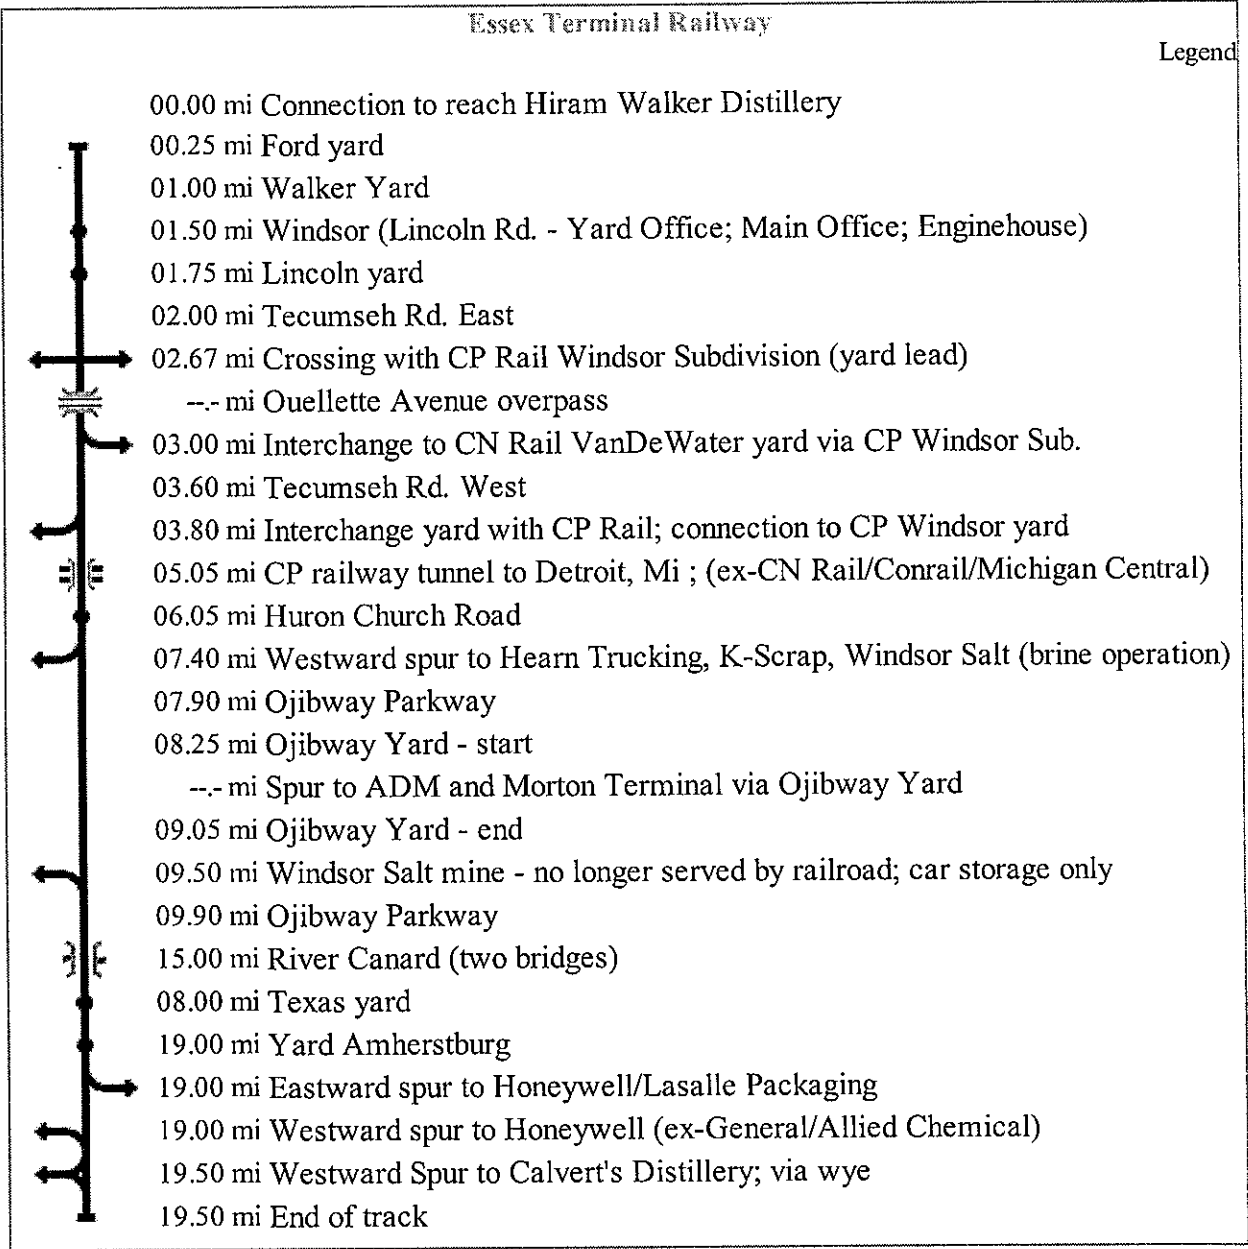 Essex Terminal Railway
Legend
00.00 mi Connection to reach Hiram Walker Distillery
00.25 mi Ford yard
01.00 mi Walker Yard
01.50 mi Windsor (Lincoln Rd. - Yard Office; Main Office; Enginehouse)
01.75 mi Lincoln yard
02.00 mi Tecumseh Rd. East
02.67 mi Crossing with CP Rail Windsor Subdivision (yard lead)
--.- mi Ouellette Avenue overpass
03.00 mi Interchange to CN Rail VanDeWater yard via CP Windsor Sub.
03.60 mi Tecumseh Rd. West
03.80 mi Interchange yard with CP Rail; connection to CP Windsor yard
05.05 mi CP railway tunnel to Detroit, Mi ; (ex-CN Rail/Conrail/Michigan Central)
06.05 mi Huron Church Road
07.40 mi Westward spur to Hearn Trucking, K-Scrap, Windsor Salt (brine operation)
07.90 mi Ojibway Parkway
08.25 mi Ojibway Yard - start
--.- mi Spur to ADM and Morton Terminal via Ojibway Yard
09.05 mi Ojibway Yard - end
09.50 mi Windsor Salt mine - no longer served by railroad; car storage only
09.90 mi Ojibway Parkway
15.00 mi River Canard (two bridges)
08.00 mi Texas yard
19.00 mi Yard Amherstburg
19.00 mi Eastward spur to Honeywell/Lasalle Packaging
19.00 mi Westward spur to Honeywell (ex-General/Allied Chemical)
19.50 mi Westward Spur to Calvert's Distillery; via wye
19.50 mi End of track